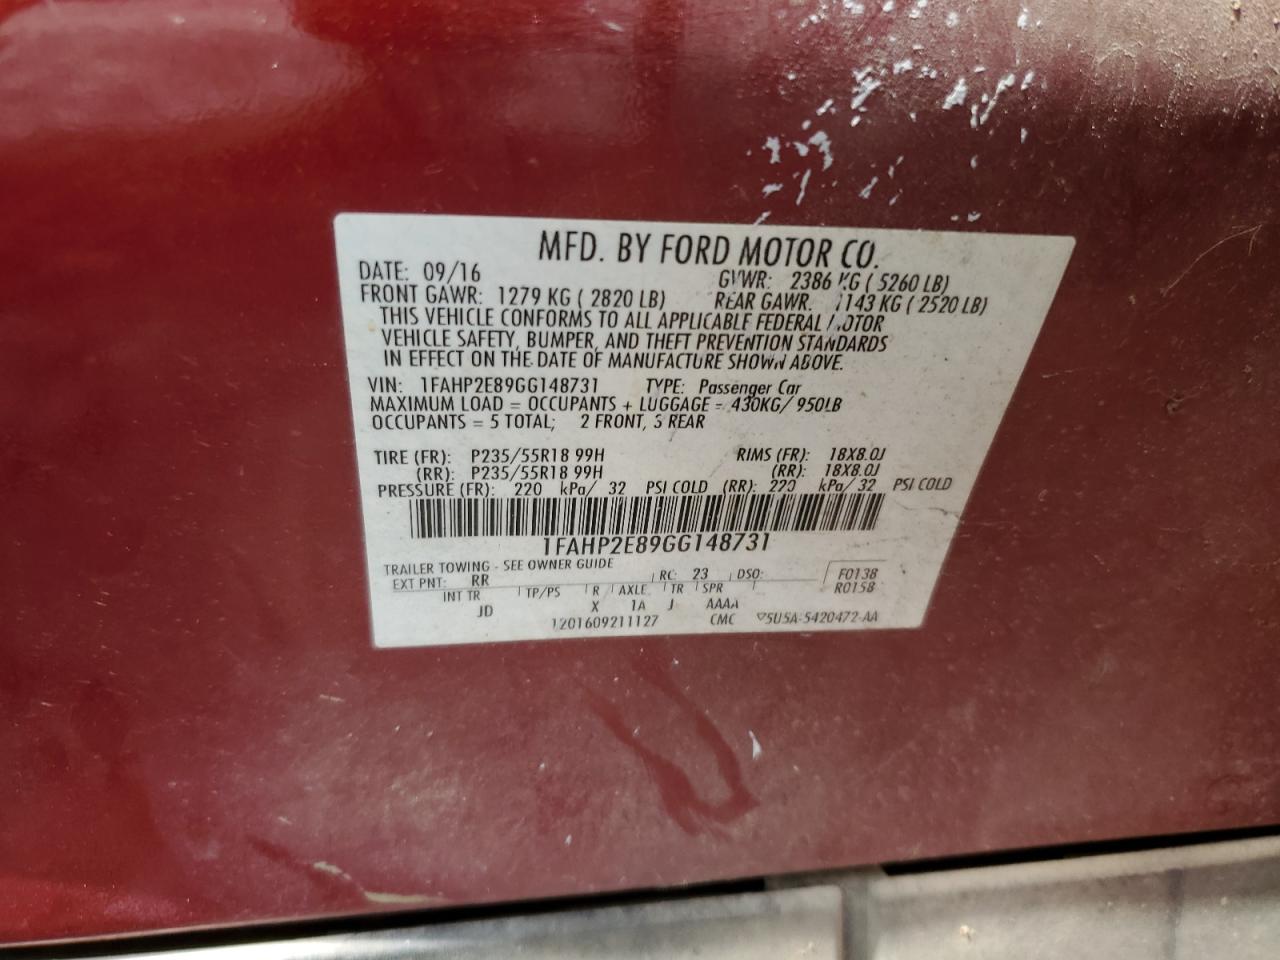 MFD. BY FORD MOTOR CO.
DATE: 09/16 GVWR: 2386 KG ( 5260 LB)
FRONT GAWR: 1279 KG ( 2820 LB) REAR GAWR: 1143 KG ( 2520 LB)
THIS VEHICLE CONFORMS TO ALL APPLICABLE FEDERAL MOTOR
VEHICLE SAFETY, BUMPER, AND THEFT PREVENTION STANDARDS
IN EFFECT ON THE DATE OF MANUFACTURE SHOWN ABOVE.
VIN: 1FAHP2E89GG148731 TYPE: Passenger Car
MAXIMUM LOAD = OCCUPANTS + LUGGAGE = 430KG/ 950LB
OCCUPANTS = 5 TOTAL; 2 FRONT, 3 REAR
TIRE (FR): P235/55R18 99H RIMS (FR): 18X8.0J
(RR): P235/55R18 99H (RR): 18X8.0J
PRESSURE (FR): 220 kPa/ 32 PSI COLD (RR): 220 kPa/ 32 PSI COLD
1FAHP2E89GG148731
TRAILER TOWING - SEE OWNER GUIDE
EXT PNT: RR RC: 23 DSO: F0138
R0158
INT TR TP/PS R AXLE TR SPR
JD X 1A J AAAA
1201609211127 CMC 5U5A-5420472-AA